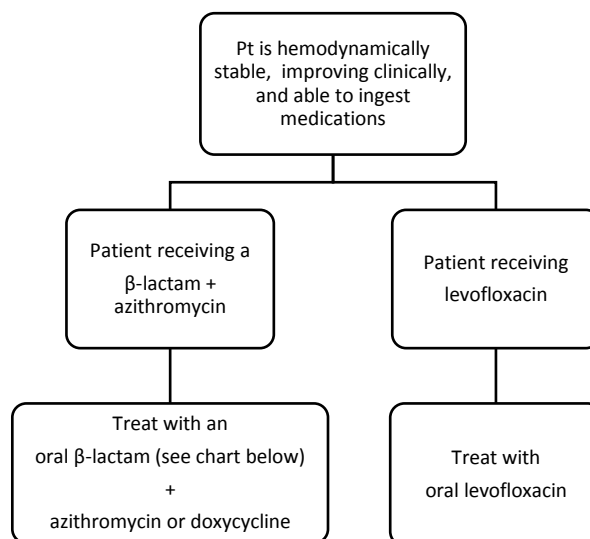 Pt is hemodynamically
stable, improving clinically,
and able to ingest
medications
Patient receiving a
β-lactam +
azithromycin
Patient receiving
levofloxacin
Treat with an
oral β-lactam (see chart below)
+
azithromycin or doxycycline
Treat with
oral levofloxacin